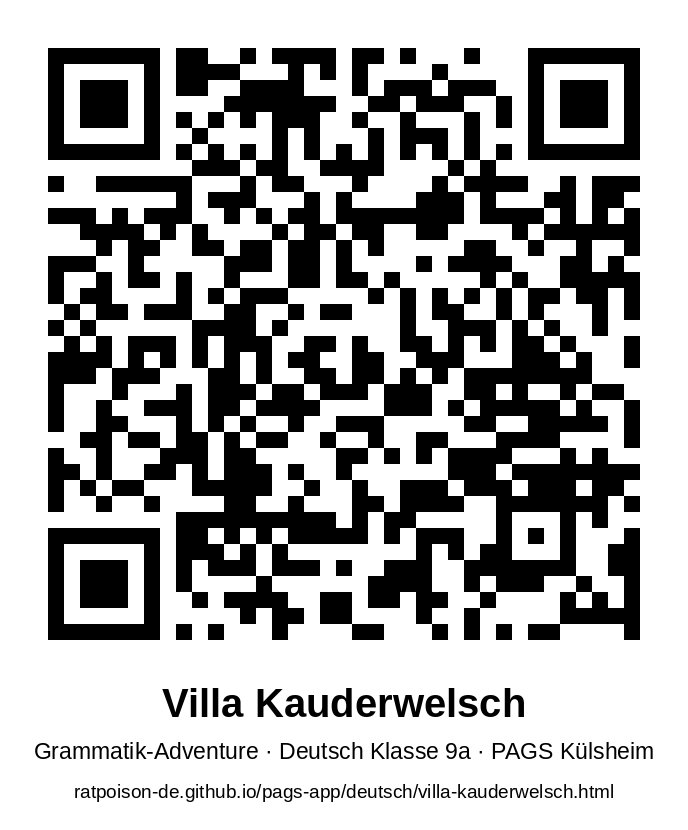 Villa Kauderwelsch
Grammatik-Adventure · Deutsch Klasse 9a · PAGS Külsheim
ratpoison-de.github.io/pags-app/deutsch/villa-kauderwelsch.html